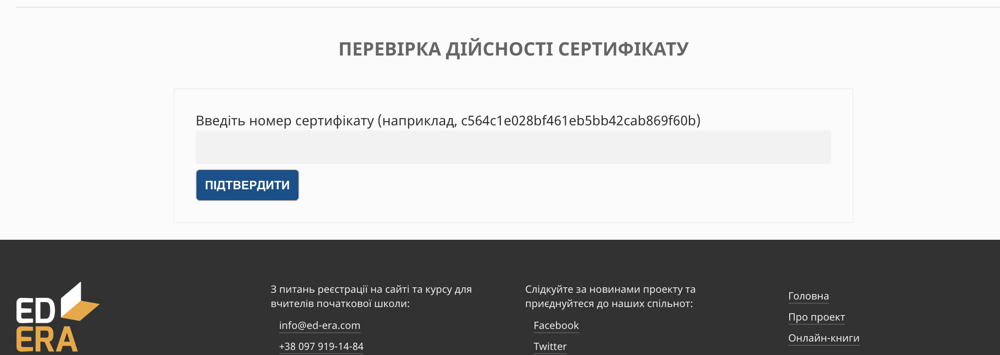 ПЕРЕВІРКА ДІЙСНОСТІ СЕРТИФІКАТУ
Введіть номер сертифікату (наприклад, c564c1e028bf461eb5bb42cab869f60b)
ПІДТВЕРДИТИ
ED
ERA
З питань реєстрації на сайті та курсу для
вчителів початкової школи:
info@ed-era.com
+38 097 919-14-84
Слідкуйте за новинами проекту та
приєднуйтеся до наших спільнот:
Facebook
Twitter
Головна
Про проект
Онлайн-книги